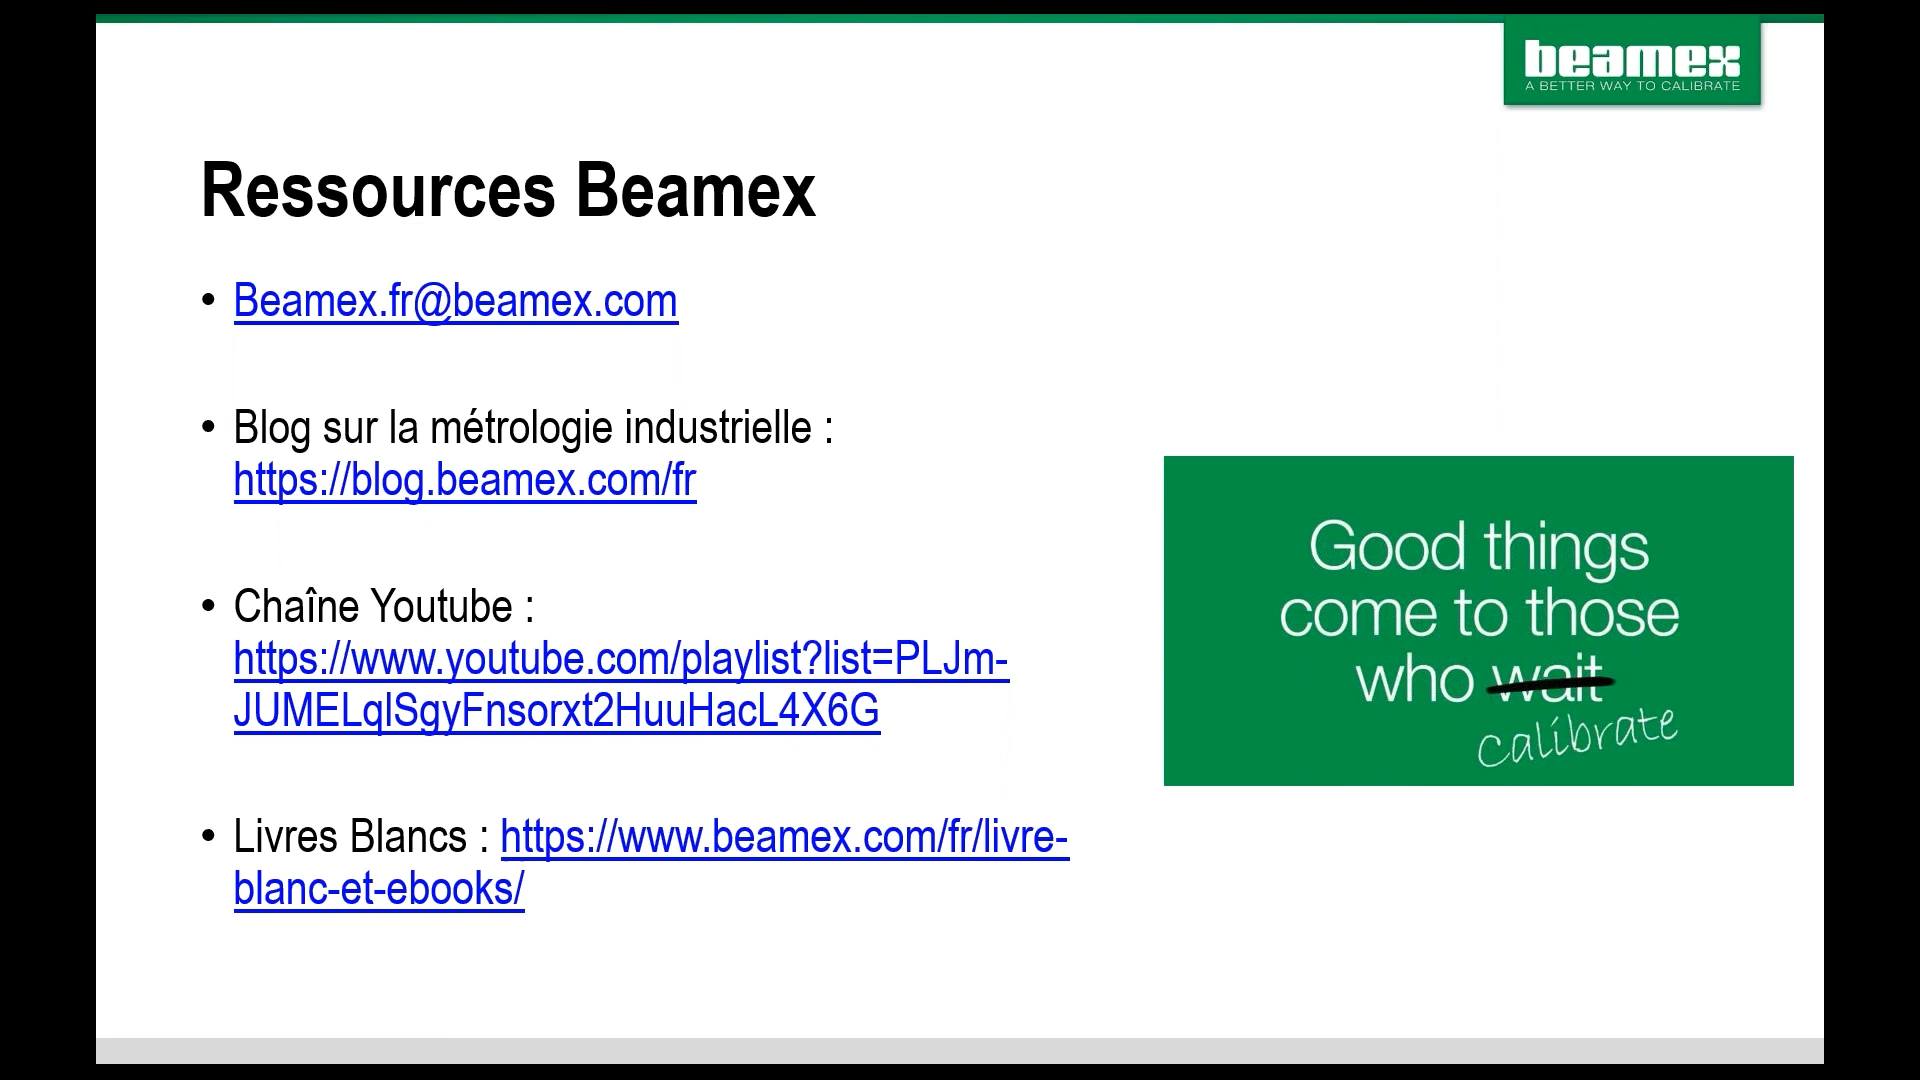 beamex
A BETTER WAY TO CALIBRATE
Ressources Beamex
• Beamex.fr@beamex.com
• Blog sur la métrologie industrielle :
https://blog.beamex.com/fr
• Chaîne Youtube :
https://www.youtube.com/playlist?list=PLJm-
JUMELqlSgyFnsorxt2HuuHacL4X6G
• Livres Blancs : https://www.beamex.com/fr/livre-
blanc-et-ebooks/
Good things
come to those
who wait
calibrate